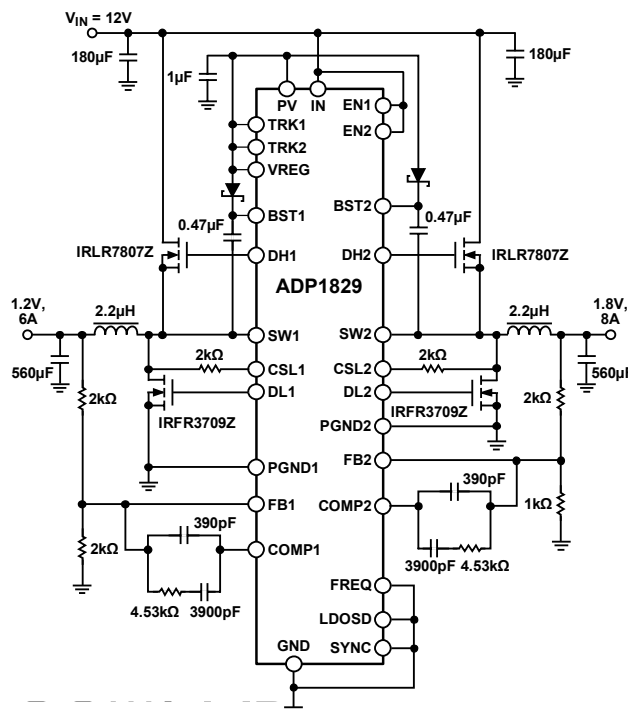 VIN = 12V
180µF
1µF
180µF
PV
IN
EN1
EN2
TRK1
TRK2
VREG
BST1
BST2
0.47µF
0.47µF
IRLR7807Z
DH1
DH2
IRLR7807Z
ADP1829
1.2V,
6A
2.2µH
SW1
SW2
2.2µH
1.8V,
8A
560µF
2kΩ
CSL1
CSL2
2kΩ
560µF
2kΩ
DL1
DL2
2kΩ
IRFR3709Z
IRFR3709Z
PGND2
PGND1
FB2
FB1
390pF
COMP2
1kΩ
2kΩ
390pF
COMP1
3900pF
4.53kΩ
4.53kΩ
3900pF
FREQ
LDOSD
GND
SYNC